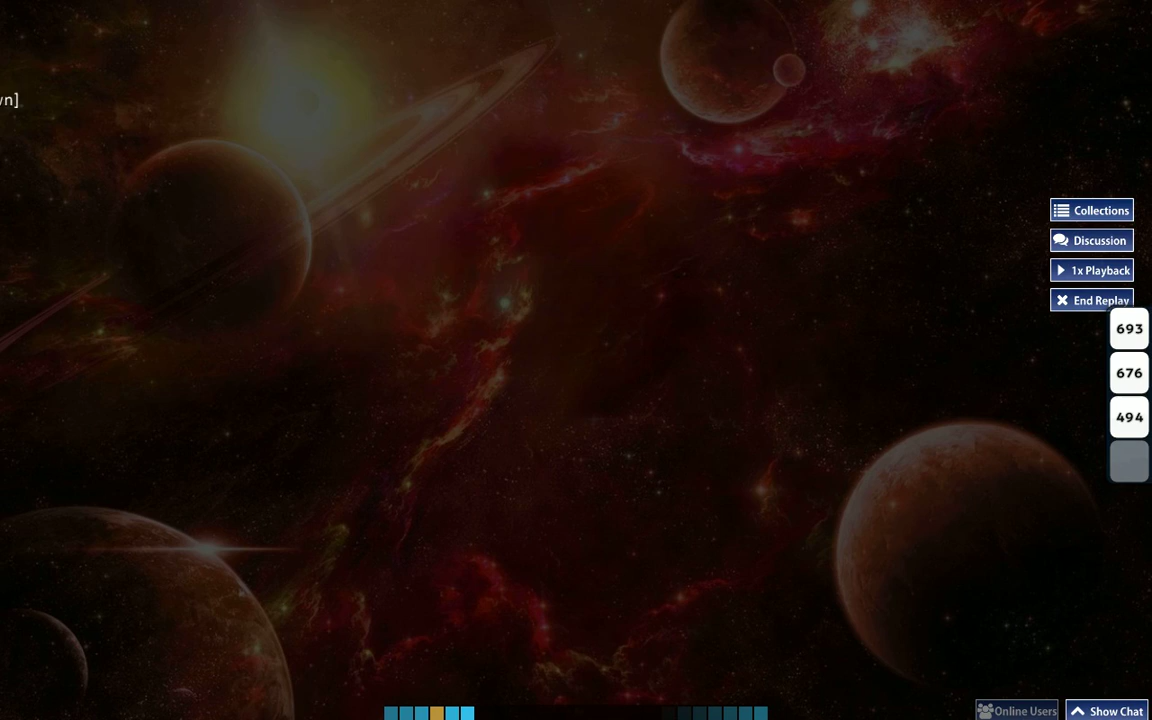 Collections
Discussion
1x Playback
End Replay
693
676
494
Online Users
Show Chat